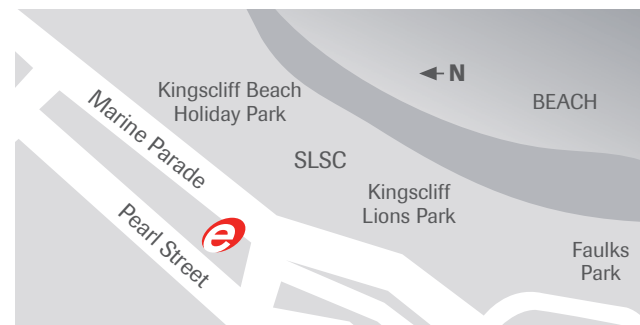 N
BEACH
Kingscliff Beach
Holiday Park
Marine Parade
SLSC
Kingscliff
Lions Park
Pearl Street
e
Faulks
Park